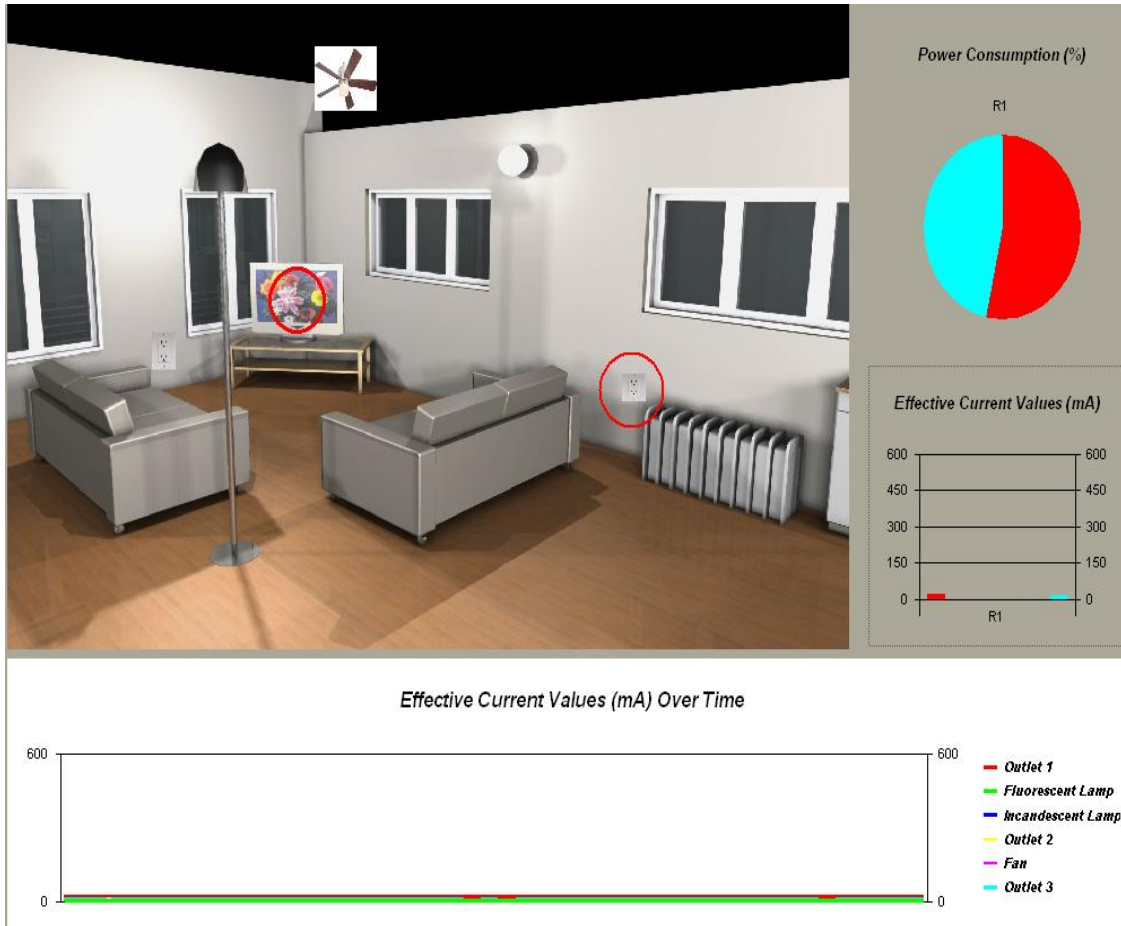 Power Consumption (%)
R1
Effective Current Values (mA)
600 600
450 450
300 300
150 150
0 0
R1
Effective Current Values (mA) Over Time
600 600
0 0
Outlet 1
Fluorescent Lamp
Incandescent Lamp
Outlet 2
Fan
Outlet 3